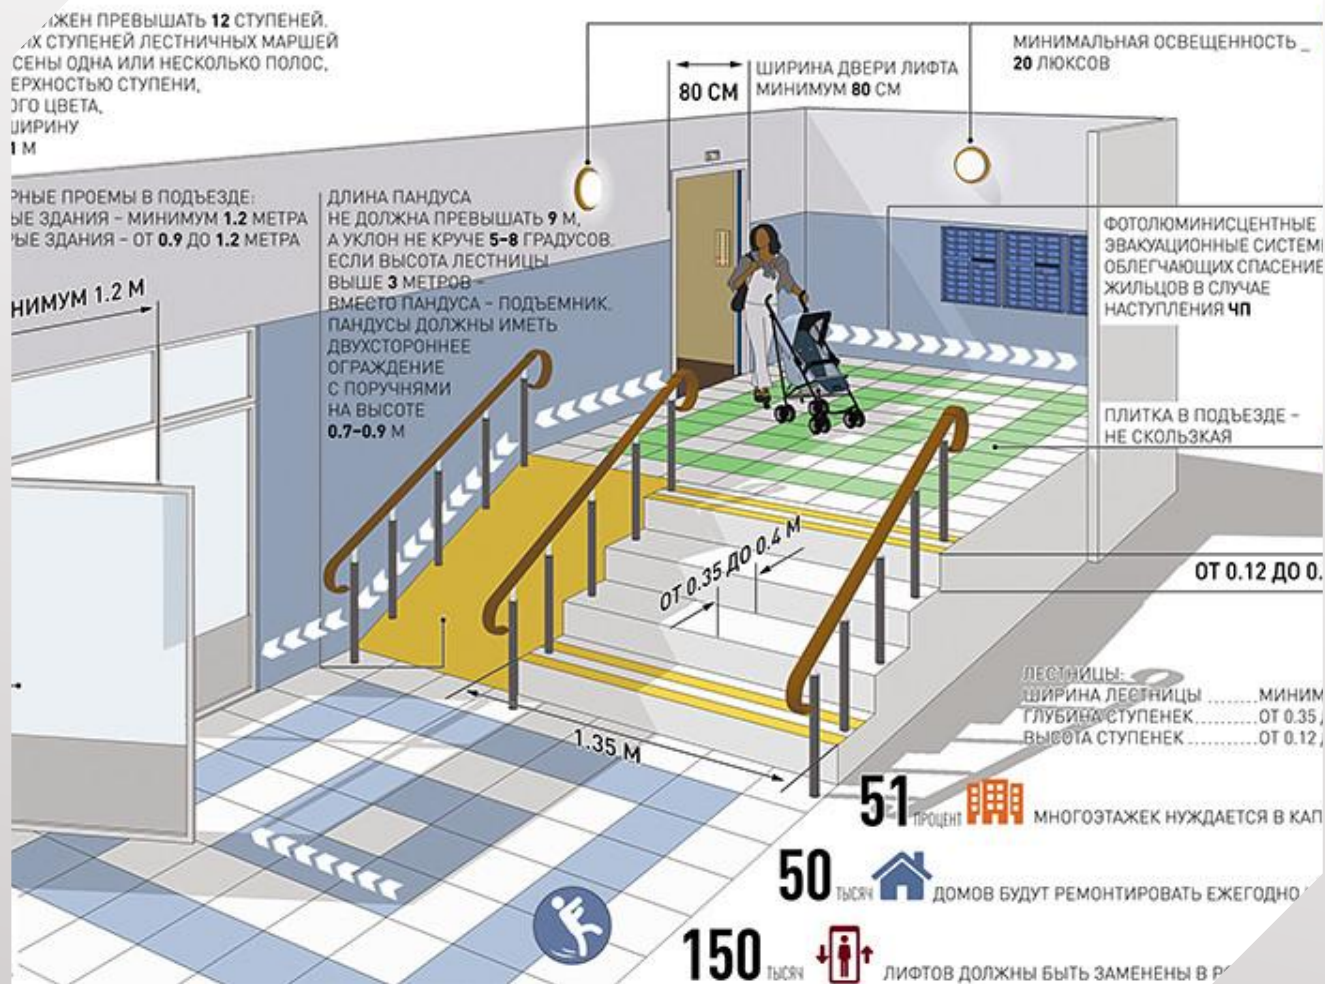 ЖЕН ПРЕВЫШАТЬ 12 СТУПЕНЕЙ.
ИХ СТУПЕНЕЙ ЛЕСТНИЧНЫХ МАРШЕЙ
СЕНЫ ОДНА ИЛИ НЕСКОЛЬКО ПОЛОС,
ЕРХНОСТЬЮ СТУПЕНИ,
ОГО ЦВЕТА,
ШИРИНУ
1 М
80 СМ
ШИРИНА ДВЕРИ ЛИФТА
МИНИМУМ 80 СМ
МИНИМАЛЬНАЯ ОСВЕЩЕННОСТЬ –
20 ЛЮКСОВ
РНЫЕ ПРОЕМЫ В ПОДЪЕЗДЕ:
ЫЕ ЗДАНИЯ – МИНИМУМ 1.2 МЕТРА
РЫЕ ЗДАНИЯ – ОТ 0.9 ДО 1.2 МЕТРА
НИМУМ 1.2 М
ДЛИНА ПАНДУСА
НЕ ДОЛЖНА ПРЕВЫШАТЬ 9 М,
А УКЛОН НЕ КРУЧЕ 5–8 ГРАДУСОВ.
ЕСЛИ ВЫСОТА ЛЕСТНИЦЫ
ВЫШЕ 3 МЕТРОВ –
ВМЕСТО ПАНДУСА – ПОДЪЕМНИК.
ПАНДУСЫ ДОЛЖНЫ ИМЕТЬ
ДВУХСТОРОННЕЕ
ОГРАЖДЕНИЕ
С ПОРУЧНЯМИ
НА ВЫСОТЕ
0.7–0.9 М
ФОТОЛЮМИНИСЦЕНТНЫЕ
ЭВАКУАЦИОННЫЕ СИСТЕМ
ОБЛЕГЧАЮЩИХ СПАСЕНИЕ
ЖИЛЬЦОВ В СЛУЧАЕ
НАСТУПЛЕНИЯ ЧП
ПЛИТКА В ПОДЪЕЗДЕ –
НЕ СКОЛЬЗКАЯ
ОТ 0.35 ДО 0.4 М
ОТ 0.12 ДО 0.
1.35 М
ЛЕСТНИЦЫ:
ШИРИНА ЛЕСТНИЦЫ ....... МИНИМ
ГЛУБИНА СТУПЕНЕК ......... ОТ 0.35
ВЫСОТА СТУПЕНЕК .......... ОТ 0.12
51 ПРОЦЕНТ МНОГОЭТАЖЕК НУЖДАЕТСЯ В КАП
50 ТЫСЯЧ ДОМОВ БУДУТ РЕМОНТИРОВАТЬ ЕЖЕГОДНО
150 ТЫСЯЧ ЛИФТОВ ДОЛЖНЫ БЫТЬ ЗАМЕНЕНЫ В